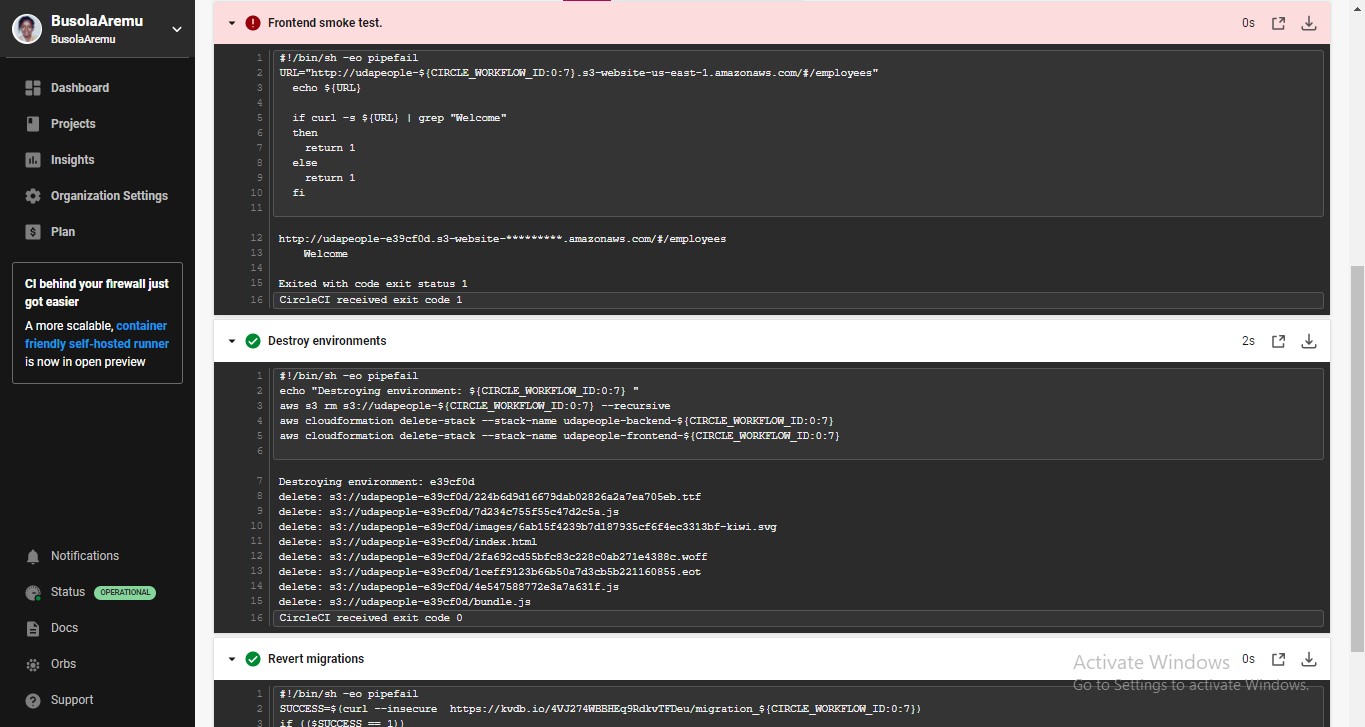 BusolaAremu
BusolaAremu
Dashboard
Projects
Insights
Organization Settings
Plan
CI behind your firewall just
got easier
A more scalable, container
friendly self-hosted runner
is now in open preview
Notifications
Status OPERATIONAL
Docs
Orbs
Support
Frontend smoke test. 0s
1 #!/bin/sh -eo pipefail
2 URL="http://udapeople-${CIRCLE_WORKFLOW_ID:0:7}.s3-website-us-east-1.amazonaws.com/#/employees"
3 echo ${URL}
4
5 if curl -s ${URL} | grep "Welcome"
6 then
7 return 1
8 else
9 return 1
10 fi
11
12 http://udapeople-e39cf0d.s3-website-*********.amazonaws.com/#/employees
13 Welcome
14
15 Exited with code exit status 1
16 CircleCI received exit code 1
Destroy environments 2s
1 #!/bin/sh -eo pipefail
2 echo "Destroying environment: ${CIRCLE_WORKFLOW_ID:0:7} "
3 aws s3 rm s3://udapeople-${CIRCLE_WORKFLOW_ID:0:7} --recursive
4 aws cloudformation delete-stack --stack-name udapeople-backend-${CIRCLE_WORKFLOW_ID:0:7}
5 aws cloudformation delete-stack --stack-name udapeople-frontend-${CIRCLE_WORKFLOW_ID:0:7}
6
7 Destroying environment: e39cf0d
8 delete: s3://udapeople-e39cf0d/224b6d9d16679dab02826a2a7ea705eb.ttf
9 delete: s3://udapeople-e39cf0d/7d234c755f55c47d2c5a.js
10 delete: s3://udapeople-e39cf0d/images/6ab15f4239b7d187935cf6f4ec3313bf-kiwi.svg
11 delete: s3://udapeople-e39cf0d/index.html
12 delete: s3://udapeople-e39cf0d/2fa692cd55bfc83c228c0ab271e4388c.woff
13 delete: s3://udapeople-e39cf0d/1ceff9123b66b50a7d3cb5b221160855.eot
14 delete: s3://udapeople-e39cf0d/4e547588772e3a7a631f.js
15 delete: s3://udapeople-e39cf0d/bundle.js
16 CircleCI received exit code 0
Revert migrations 0s
Activate Windows
Go to Settings to activate Windows.
1 #!/bin/sh -eo pipefail
2 SUCCESS=$(curl --insecure https://kvdb.io/4VJ274WBBHEq9RdkvTFDeu/migration_${CIRCLE_WORKFLOW_ID:0:7})
3 if (($SUCCESS == 1))